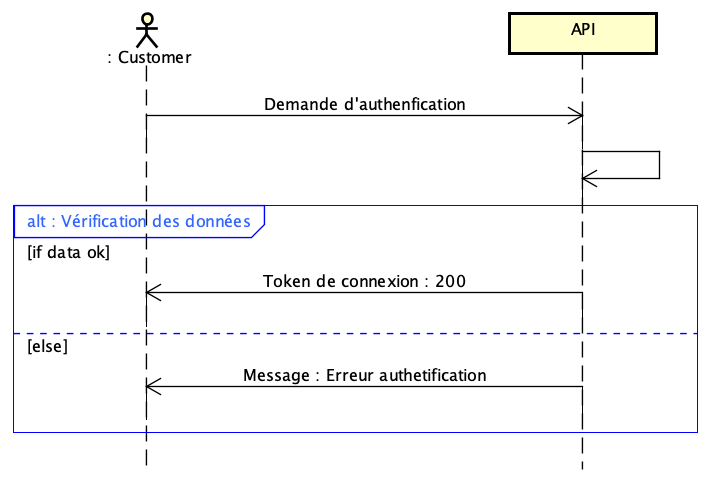 API
: Customer
Demande d'authenfication
alt : Vérification des données
[if data ok]
Token de connexion : 200
[else]
Message : Erreur authetification